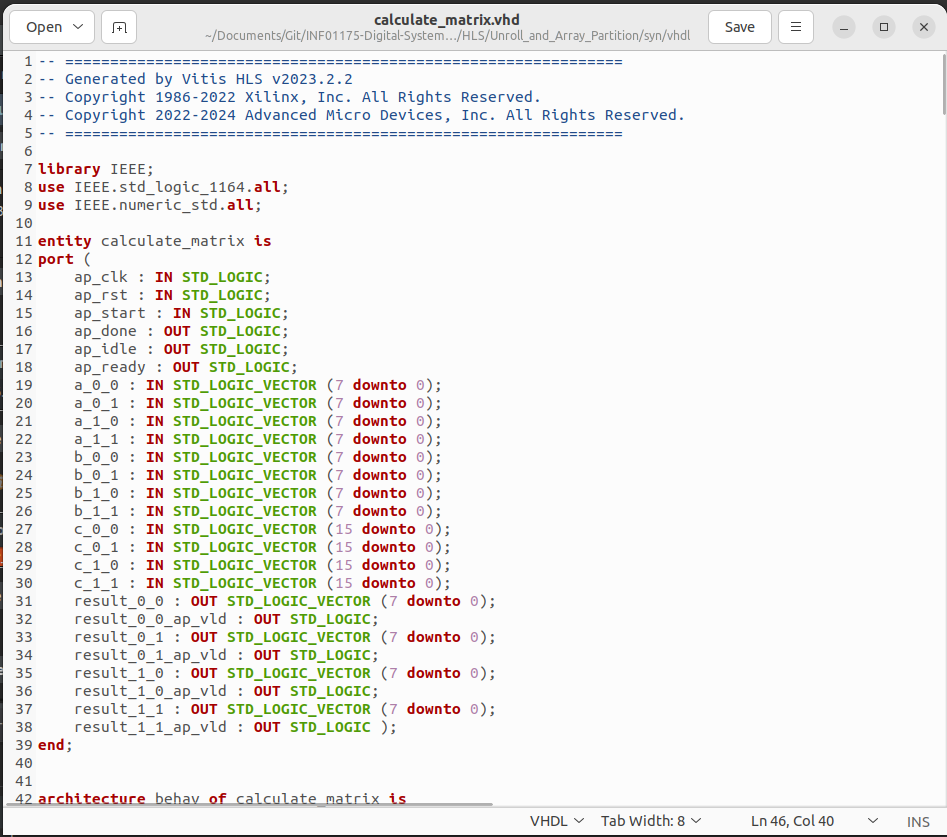 Open
calculate_matrix.vhd
~/Documents/Git/INF01175-Digital-System…/HLS/Unroll_and_Array_Partition/syn/vhdl
Save
1 -- ==============================================================
2 -- Generated by Vitis HLS v2023.2.2
3 -- Copyright 1986-2022 Xilinx, Inc. All Rights Reserved.
4 -- Copyright 2022-2024 Advanced Micro Devices, Inc. All Rights Reserved.
5 -- ==============================================================
6
7 library IEEE;
8 use IEEE.std_logic_1164.all;
9 use IEEE.numeric_std.all;
10
11 entity calculate_matrix is
12 port (
13     ap_clk : IN STD_LOGIC;
14     ap_rst : IN STD_LOGIC;
15     ap_start : IN STD_LOGIC;
16     ap_done : OUT STD_LOGIC;
17     ap_idle : OUT STD_LOGIC;
18     ap_ready : OUT STD_LOGIC;
19     a_0_0 : IN STD_LOGIC_VECTOR (7 downto 0);
20     a_0_1 : IN STD_LOGIC_VECTOR (7 downto 0);
21     a_1_0 : IN STD_LOGIC_VECTOR (7 downto 0);
22     a_1_1 : IN STD_LOGIC_VECTOR (7 downto 0);
23     b_0_0 : IN STD_LOGIC_VECTOR (7 downto 0);
24     b_0_1 : IN STD_LOGIC_VECTOR (7 downto 0);
25     b_1_0 : IN STD_LOGIC_VECTOR (7 downto 0);
26     b_1_1 : IN STD_LOGIC_VECTOR (7 downto 0);
27     c_0_0 : IN STD_LOGIC_VECTOR (15 downto 0);
28     c_0_1 : IN STD_LOGIC_VECTOR (15 downto 0);
29     c_1_0 : IN STD_LOGIC_VECTOR (15 downto 0);
30     c_1_1 : IN STD_LOGIC_VECTOR (15 downto 0);
31     result_0_0 : OUT STD_LOGIC_VECTOR (7 downto 0);
32     result_0_0_ap_vld : OUT STD_LOGIC;
33     result_0_1 : OUT STD_LOGIC_VECTOR (7 downto 0);
34     result_0_1_ap_vld : OUT STD_LOGIC;
35     result_1_0 : OUT STD_LOGIC_VECTOR (7 downto 0);
36     result_1_0_ap_vld : OUT STD_LOGIC;
37     result_1_1 : OUT STD_LOGIC_VECTOR (7 downto 0);
38     result_1_1_ap_vld : OUT STD_LOGIC );
39 end;
40
41
42 architecture behav of calculate_matrix is
VHDL Tab Width: 8 Ln 46, Col 40 INS